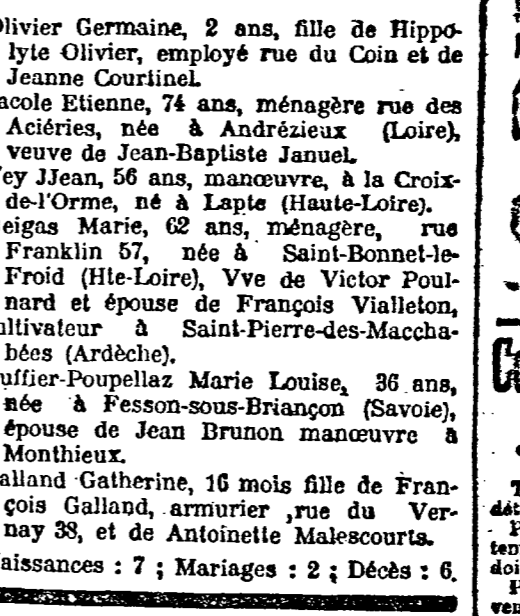 livier Germaine, 2 ans, fille de Hippo-
lyte Olivier, employé rue du Coin et de
Jeanne Courtinel.
acole Etienne, 74 ans, ménagère rue des
Aciéries, née à Andrézieux (Loire),
veuve de Jean-Baptiste Januel.
ey JJean, 56 ans, manœuvre, à la Croix-
de-l'Orme, né à Lapte (Haute-Loire).
eigas Marie, 62 ans, ménagère, rue
Franklin 57, née à Saint-Bonnet-le-
Froid (Hte-Loire), Vve de Victor Poul-
nard et épouse de François Vialleton,
ultivateur à Saint-Pierre-des-Maccha-
bées (Ardèche).
uffier-Poupellaz Marie Louise, 36 ans,
née à Fesson-sous-Briançon (Savoie),
épouse de Jean Brunon manœuvre à
Monthieux.
alland Gatherine, 16 mois fille de Fran-
çois Galland, armurier ,rue du Ver-
nay 38, et de Antoinette Malescourts.
aissances : 7 ; Mariages : 2 ; Décès : 6.